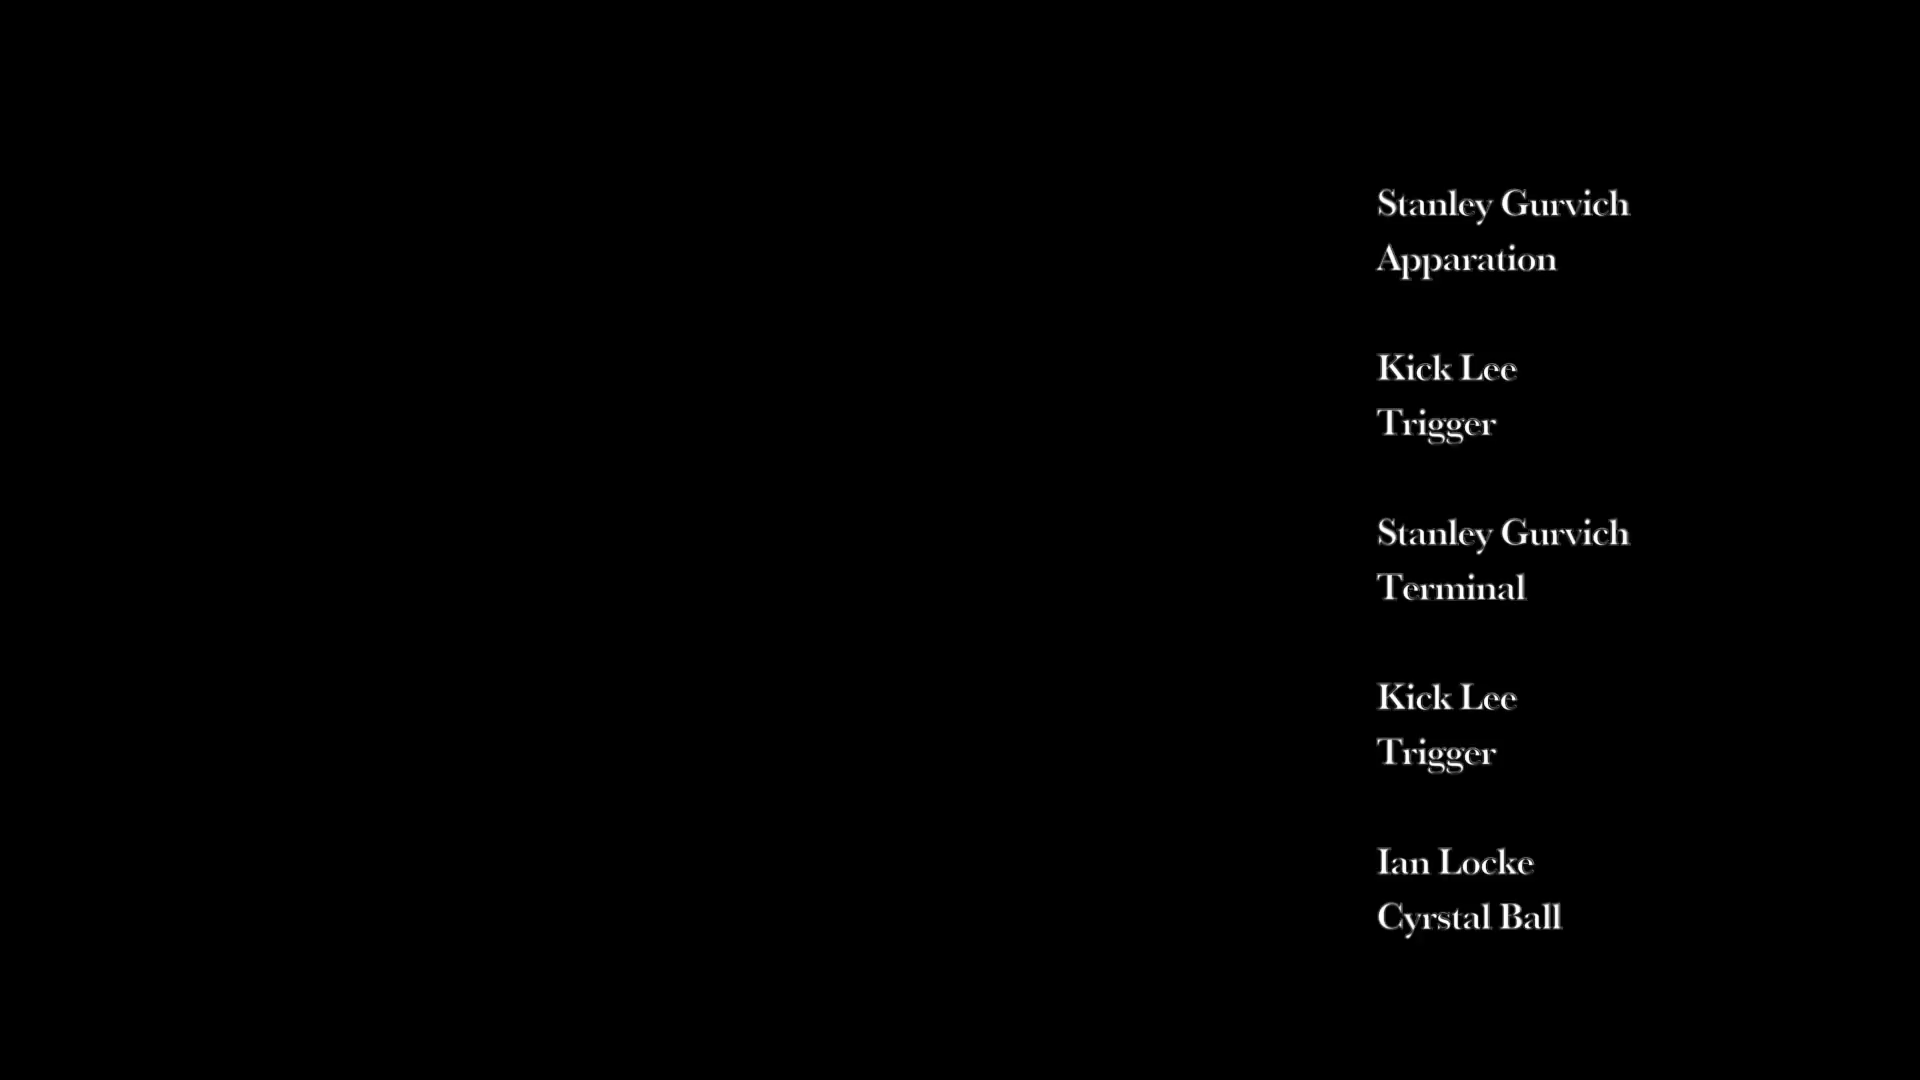 Stanley Gurvich
Apparation
Kick Lee
Trigger
Stanley Gurvich
Terminal
Kick Lee
Trigger
Ian Locke
Cyrstal Ball